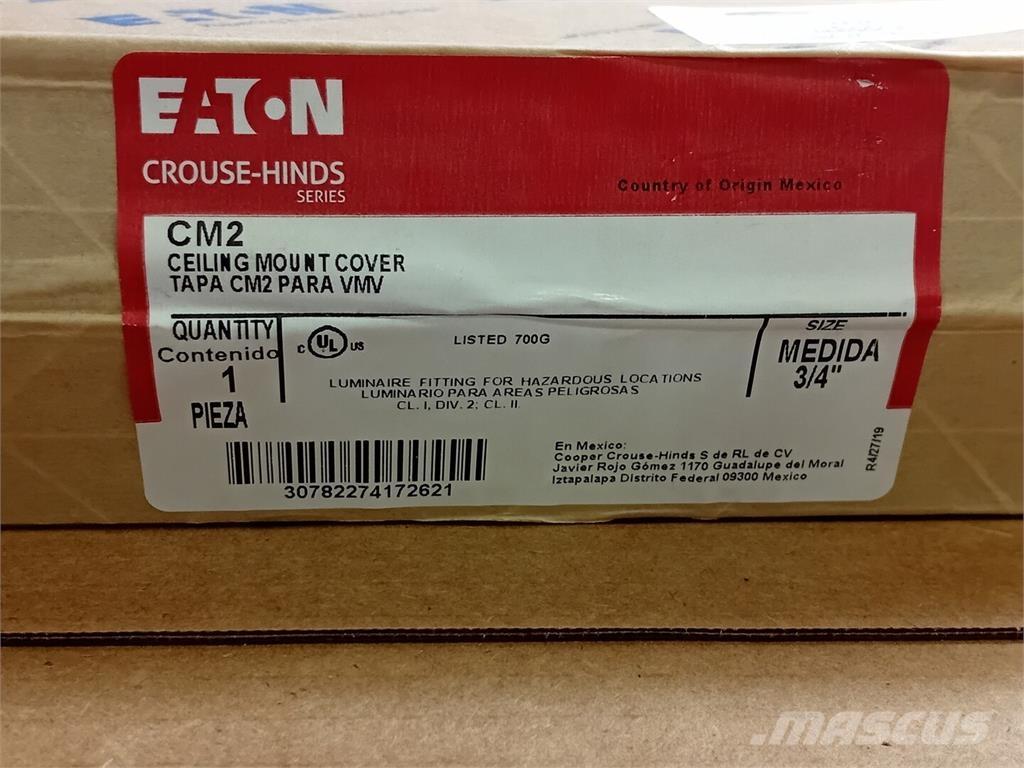 EATON
EATON
CROUSE-HINDS
SERIES
Country of Origin Mexico
CM2
CEILING MOUNT COVER
TAPA CM2 PARA VMV
QUANTITY
Contenido
1
PIEZA
C UL US
LISTED 700G
LUMINAIRE FITTING FOR HAZARDOUS LOCATIONS
LUMINARIO PARA AREAS PELIGROSAS
CL. I, DIV. 2; CL. II.
SIZE
MEDIDA
3/4"
30782274172621
En Mexico:
Cooper Crouse-Hinds S de RL de CV
Javier Rojo Gómez 1170 Guadalupe del Moral
Iztapalapa Distrito Federal 09300 Mexico
R4/27/19
MASCUS